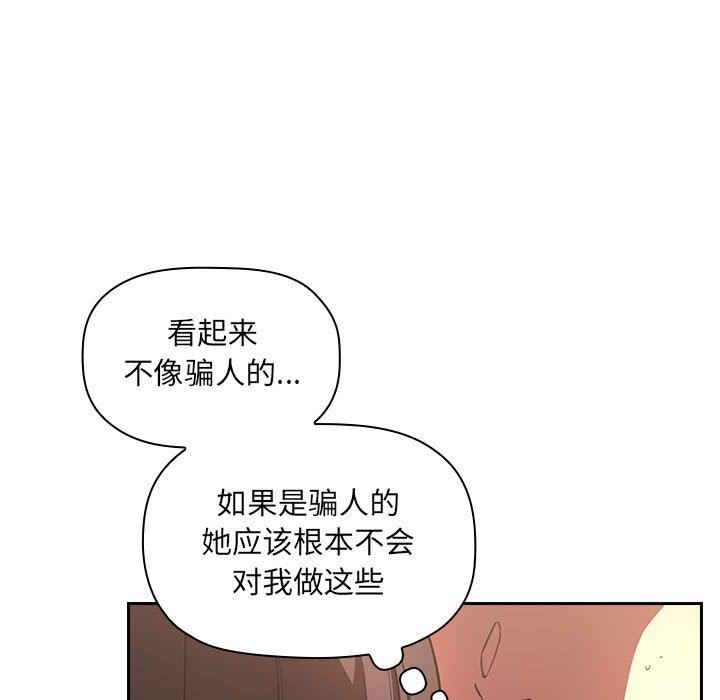 看起来
不像骗人的...
如果是骗人的
她应该根本不会
对我做这些